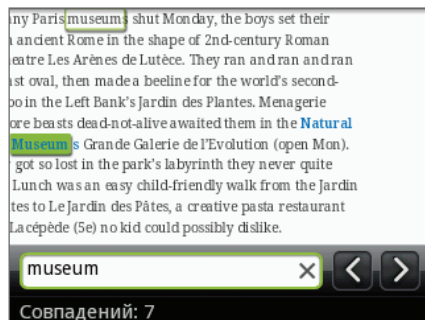 ny Paris museums shut Monday, the boys set their
ancient Rome in the shape of 2nd-century Roman
eatre Les Arènes de Lutèce. They ran and ran and ran
st oval, then made a beeline for the world's second-
o in the Left Bank's Jardin des Plantes. Menagerie
ore beasts dead-not-alive awaited them in the Natural
Museum's Grande Galerie de l'Evolution (open Mon).
got so lost in the park's labyrinth they never quite
Lunch was an easy child-friendly walk from the Jardin
tes to Le Jardin des Pâtes, a creative pasta restaurant
Lacépède (5e) no kid could possibly dislike.
museum
Совпадений: 7